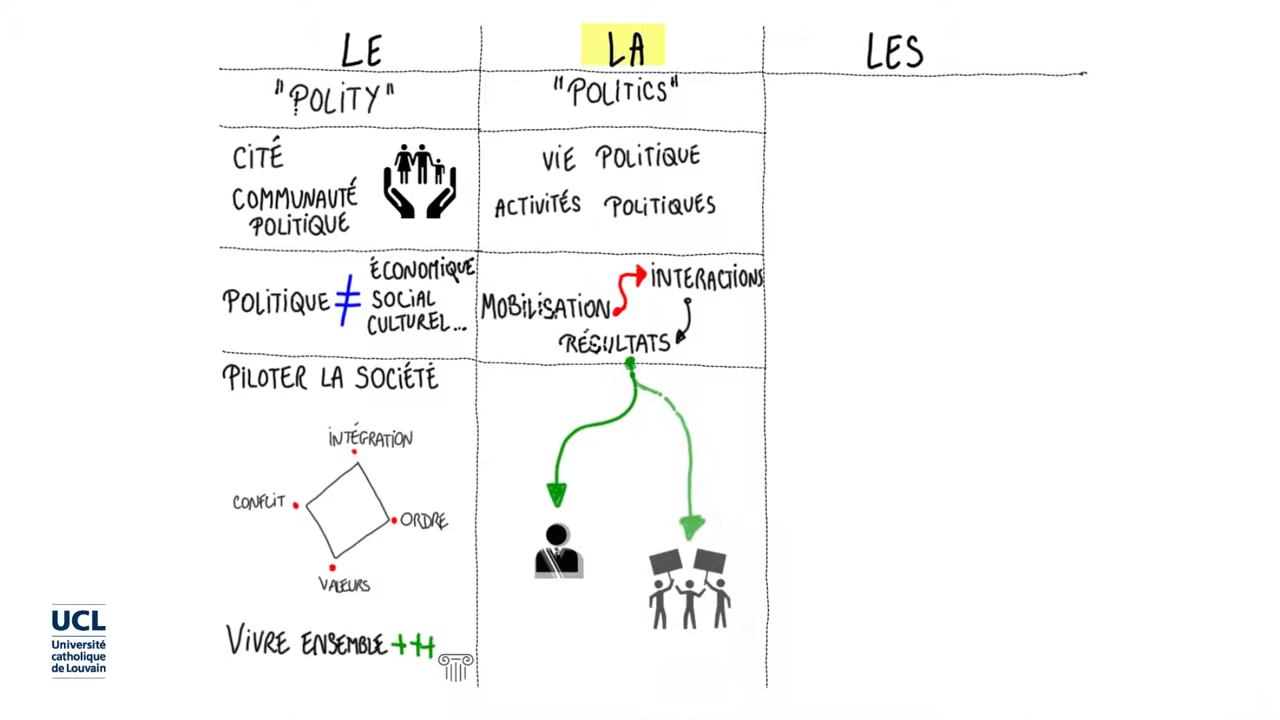 LE
LA
LES
"POLITY"
"POLITICS"
CITÉ
COMMUNAUTÉ
POLITIQUE
VIE POLITIQUE
ACTIVITÉS POLITIQUES
POLITIQUE ≠
ÉCONOMIQUE
SOCIAL
CULTUREL...
MOBILISATION
INTERACTIONS
RÉSULTATS
PILOTER LA SOCIÉTÉ
INTÉGRATION
CONFLIT
ORDRE
VALEURS
VIVRE ENSEMBLE +++
UCL
Université
catholique
de Louvain